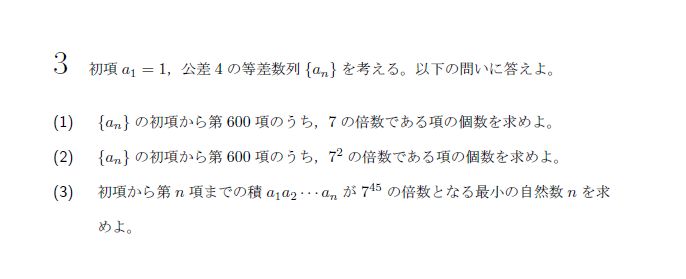 3 初項 $a_1 = 1$，公差 4 の等差数列 $\{a_n\}$ を考える。以下の問いに答えよ。
(1) $\{a_n\}$ の初項から第 600 項のうち，7 の倍数である項の個数を求めよ。
(2) $\{a_n\}$ の初項から第 600 項のうち，$7^2$ の倍数である項の個数を求めよ。
(3) 初項から第 $n$ 項までの積 $a_1 a_2 \cdots a_n$ が $7^{45}$ の倍数となる最小の自然数 $n$ を求
めよ。